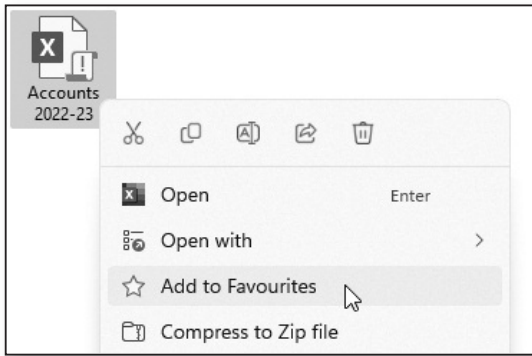 Accounts
2022-23
Open Enter
Open with
Add to Favourites
Compress to Zip file